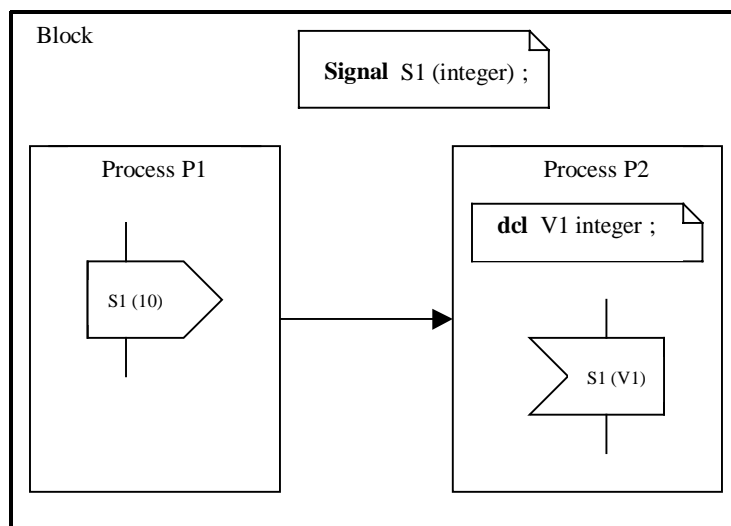 Block
Signal S1 (integer) ;
Process P1
S1 (10)
Process P2
dcl V1 integer ;
S1 (V1)